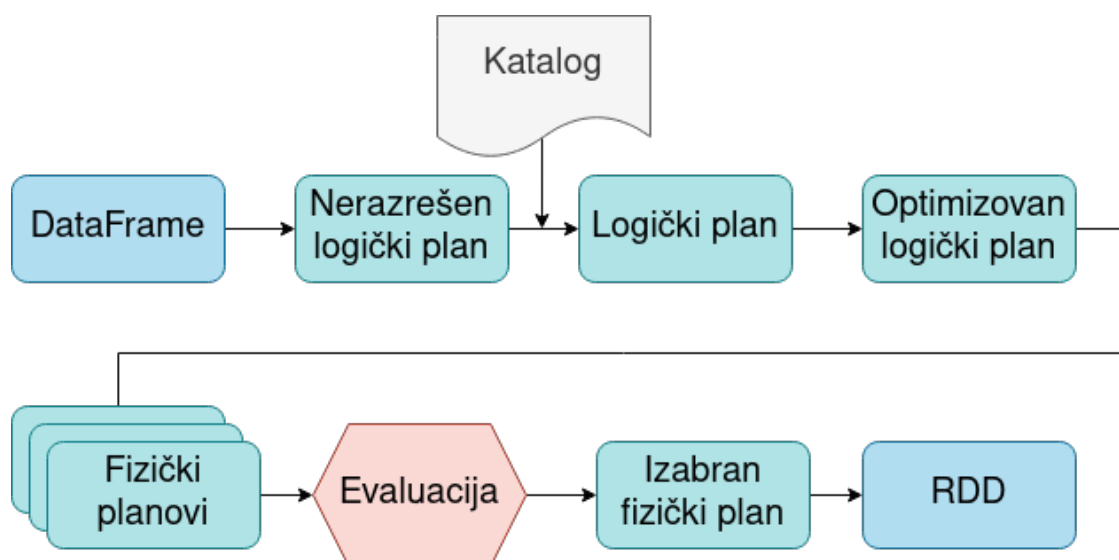 Katalog
DataFrame
Nerazrešen
logički plan
Logički plan
Optimizovan
logički plan
Fizički
planovi
Evaluacija
Izabran
fizički plan
RDD